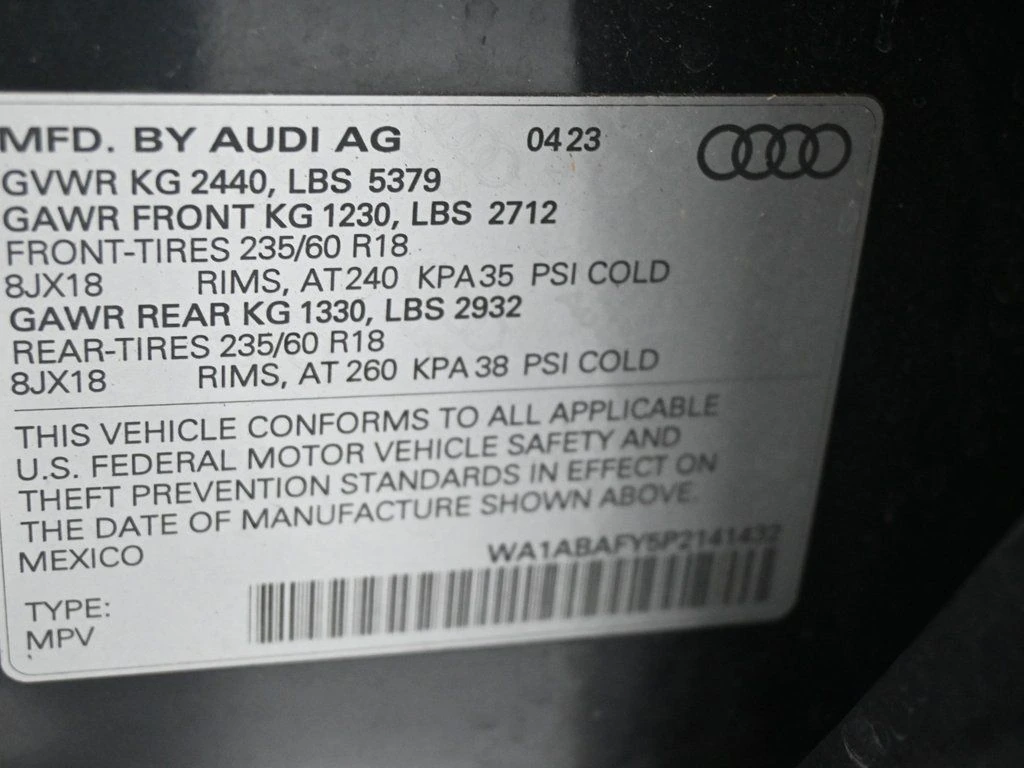 MFD. BY AUDI AG 0423
GVWR KG 2440, LBS 5379
GAWR FRONT KG 1230, LBS 2712
FRONT-TIRES 235/60 R18
8JX18 RIMS, AT 240 KPA 35 PSI COLD
GAWR REAR KG 1330, LBS 2932
REAR-TIRES 235/60 R18
8JX18 RIMS, AT 260 KPA 38 PSI COLD
THIS VEHICLE CONFORMS TO ALL APPLICABLE
U.S. FEDERAL MOTOR VEHICLE SAFETY AND
THEFT PREVENTION STANDARDS IN EFFECT ON
THE DATE OF MANUFACTURE SHOWN ABOVE.
MEXICO
WA1ABAFY5P2141432
TYPE:
MPV